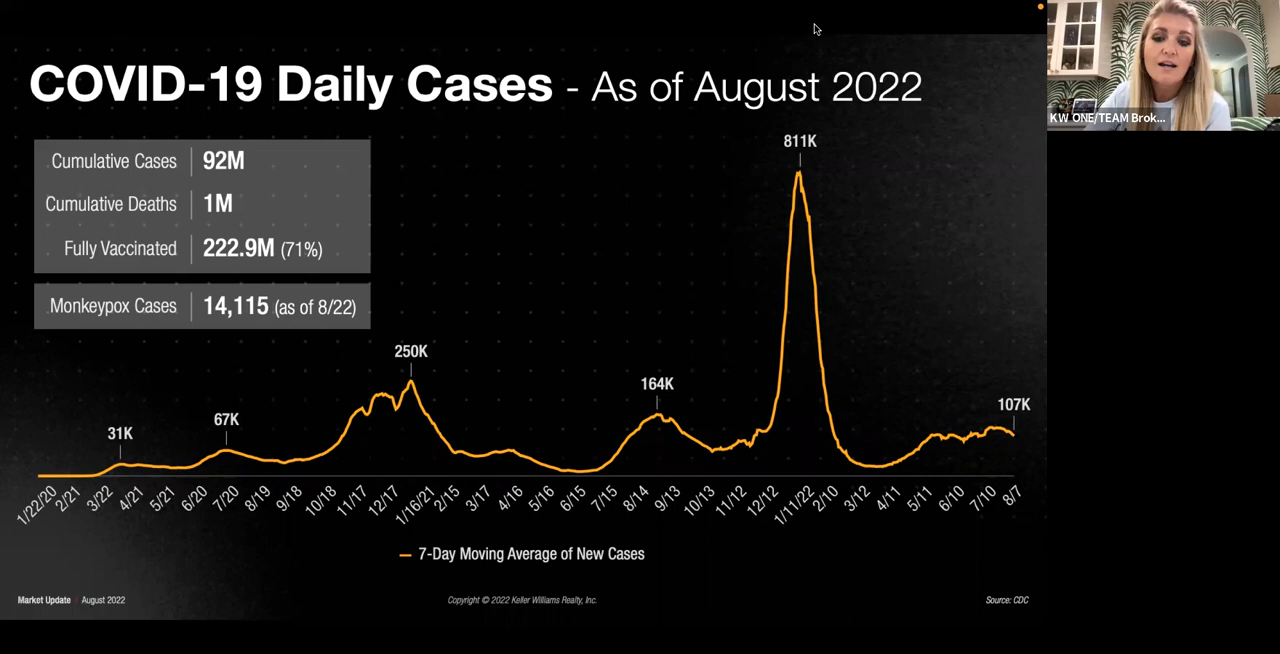 COVID-19 Daily Cases - As of August 2022
KW ONE/TEAM Brok...
Cumulative Cases 92M
Cumulative Deaths 1M
Fully Vaccinated 222.9M (71%)
Monkeypox Cases 14,115 (as of 8/22)
31K
67K
250K
164K
811K
107K
1/22/20 2/21 3/22 4/21 5/21 6/20 7/20 8/19 9/18 10/18 11/17 12/17 1/16/21 2/15 3/17 4/16 5/16 6/15 7/15 8/14 9/13 10/13 11/12 12/12 1/11/22 2/10 3/12 4/11 5/11 6/10 7/10 8/7
7-Day Moving Average of New Cases
Market Update | August 2022
Copyright © 2022 Keller Williams Realty, Inc.
Source: CDC